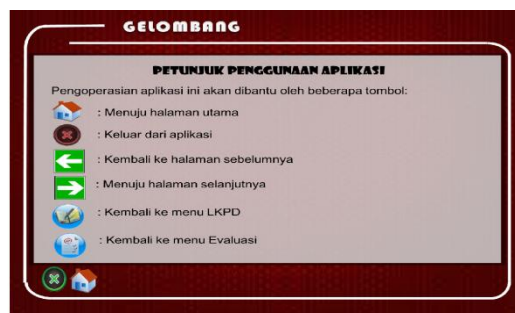 GELOMBANG
PETUNJUK PENGGUNAAN APLIKASI
Pengoperasian aplikasi ini akan dibantu oleh beberapa tombol:
: Menuju halaman utama
: Keluar dari aplikasi
: Kembali ke halaman sebelumnya
: Menuju halaman selanjutnya
: Kembali ke menu LKPD
: Kembali ke menu Evaluasi